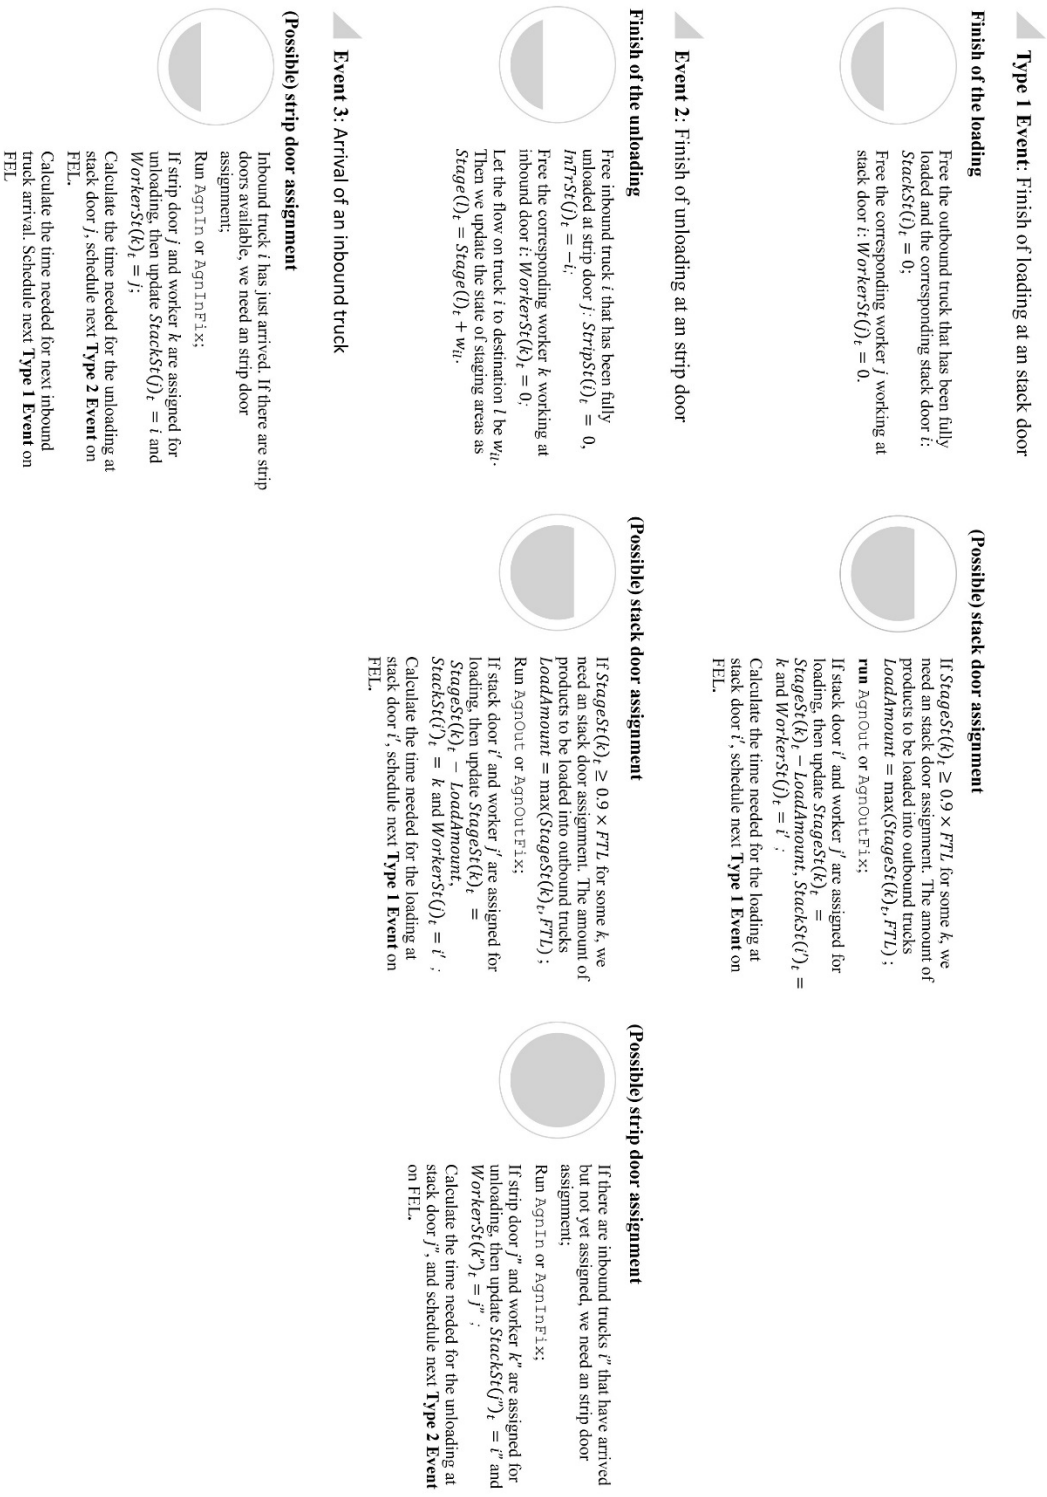 Type 1 Event: Finish of loading at an stack door
Finish of the loading
Free the outbound truck that has been fully
loaded and the corresponding stack door i:
StackSt(i)ₜ = 0;
Free the corresponding worker j working at
stack door i: WorkerSt(j)ₜ = 0.
(Possible) stack door assignment
If StageSt(k)ₜ ≥ 0.9 × FTL for some k, we
need an stack door assignment. The amount of
products to be loaded into outbound trucks
LoadAmount = max(StageSt(k)ₜ, FTL) ;
run AgnOut or AgnOutFix;
If stack door i′ and worker j′ are assigned for
loading, then update StageSt(k)ₜ =
StageSt(k)ₜ − LoadAmount, StackSt(i′)ₜ =
k and WorkerSt(j)ₜ = i′ ;
Calculate the time needed for the loading at
stack door i′, schedule next Type 1 Event on
FEL.
Event 2: Finish of unloading at an strip door
Finish of the unloading
Free inbound truck i that has been fully
unloaded at strip door j: StripSt(i)ₜ = 0,
InTrSt(j)ₜ = −i;
Free the corresponding worker k working at
inbound door i: WorkerSt(k)ₜ = 0;
Let the flow on truck i to destination l be wᵢₗ.
Then we update the state of staging areas as
Stage(l)ₜ = Stage(l)ₜ + wᵢₗ.
(Possible) stack door assignment
If StageSt(k)ₜ ≥ 0.9 × FTL for some k, we
need an stack door assignment. The amount of
products to be loaded into outbound trucks
LoadAmount = max(StageSt(k)ₜ, FTL) ;
Run AgnOut or AgnOutFix;
If stack door i′ and worker j′ are assigned for
loading, then update StageSt(k)ₜ =
StageSt(k)ₜ − LoadAmount,
StackSt(i′)ₜ = k and WorkerSt(j)ₜ = i′ ;
Calculate the time needed for the loading at
stack door i′, schedule next Type 1 Event on
FEL.
(Possible) strip door assignment
If there are inbound trucks i″ that have arrived
but not yet assigned, we need an strip door
assignment;
Run AgnIn or AgnInFix;
If strip door j″ and worker k″ are assigned for
unloading, then update StackSt(j″)ₜ = i″ and
WorkerSt(k″)ₜ = j″ ;
Calculate the time needed for the unloading at
stack door j″, and schedule next Type 2 Event
on FEL.
Event 3: Arrival of an inbound truck
(Possible) strip door assignment
Inbound truck i has just arrived. If there are strip
doors available, we need an strip door
assignment;
Run AgnIn or AgnInFix;
If strip door j and worker k are assigned for
unloading, then update StackSt(j)ₜ = i and
WorkerSt(k)ₜ = j;
Calculate the time needed for the unloading at
stack door j, schedule next Type 2 Event on
FEL.
Calculate the time needed for next inbound
truck arrival. Schedule next Type 1 Event on
FEL